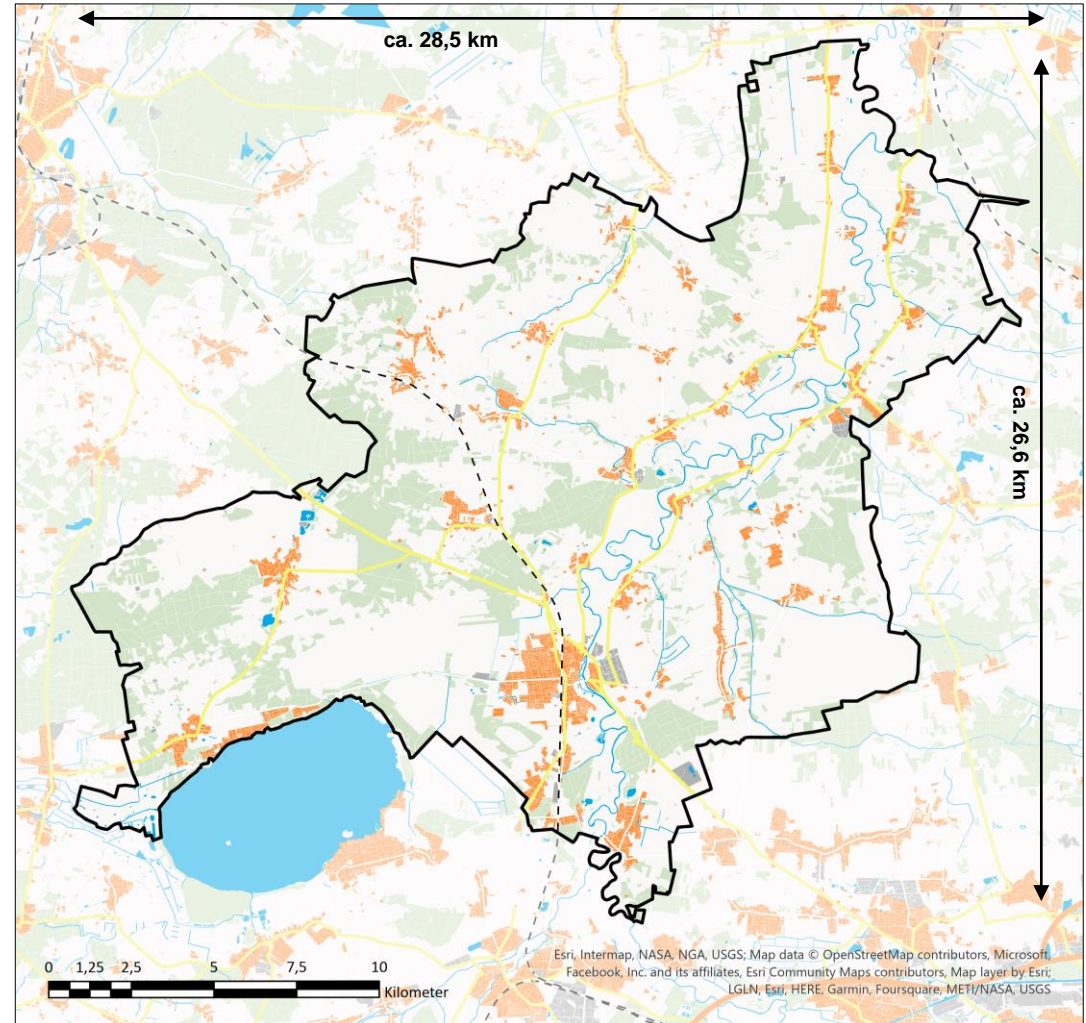 ca. 28,5 km
ca. 26,6 km
0 1,25 2,5 5 7,5 10
Kilometer
Esri, Intermap, NASA, NGA, USGS; Map data © OpenStreetMap contributors, Microsoft,
Facebook, Inc. and its affiliates, Esri Community Maps contributors, Map layer by Esri;
LGLN, Esri, HERE, Garmin, Foursquare, METI/NASA, USGS